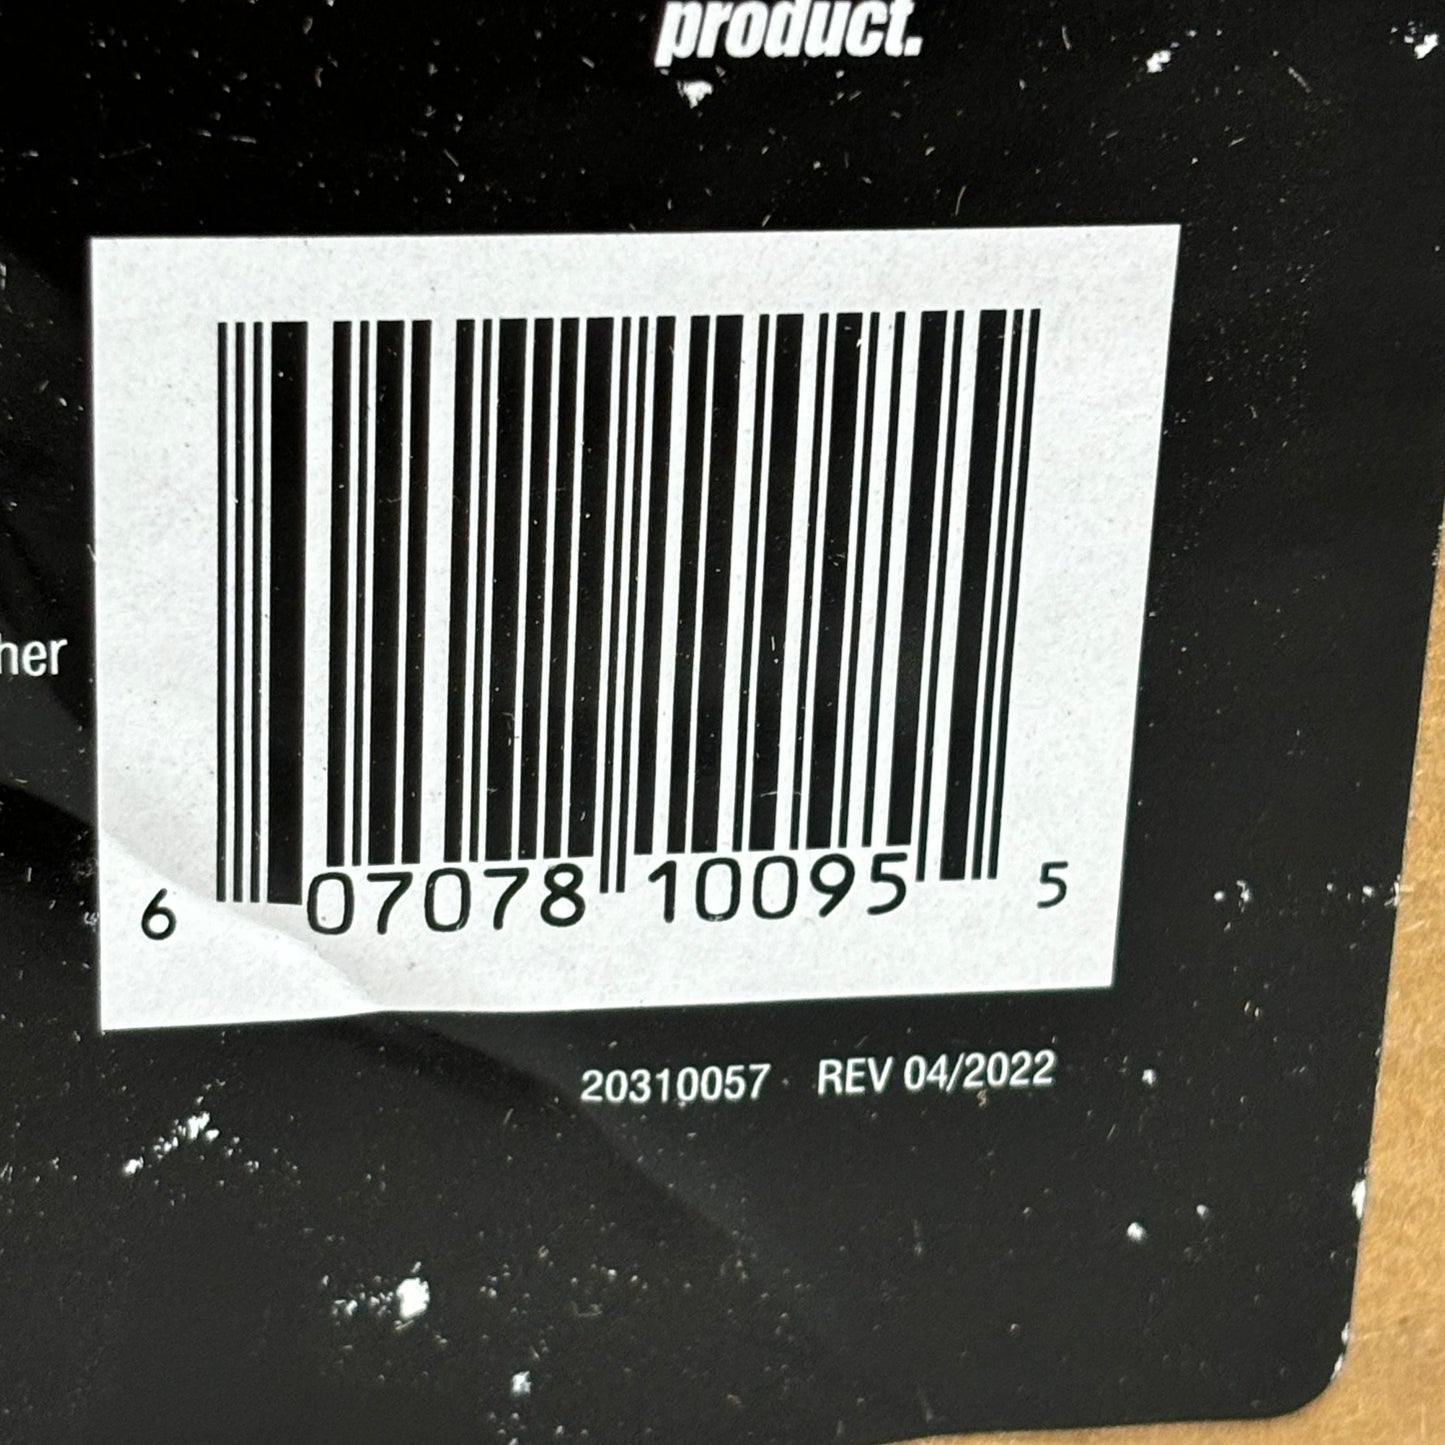 product.
her
6 07078 10095 5
20310057 REV 04/2022